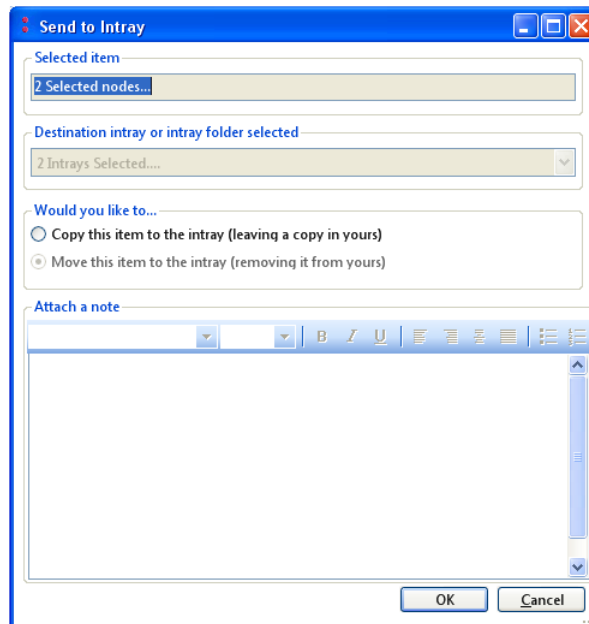 Send to Intray
Selected item
2 Selected nodes...
Destination intray or intray folder selected
2 Intrays Selected....
Would you like to...
Copy this item to the intray (leaving a copy in yours)
Move this item to the intray (removing it from yours)
Attach a note
B I U
OK Cancel